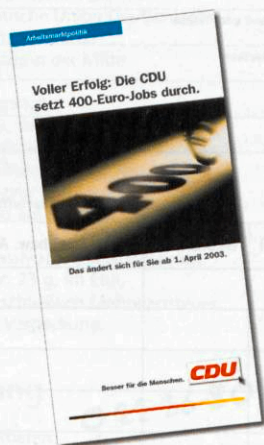 Arbeitsmarktpolitik
Voller Erfolg: Die CDU
setzt 400-Euro-Jobs durch.
400
Das ändert sich für Sie ab 1. April 2003.
Besser für die Menschen.
CDU